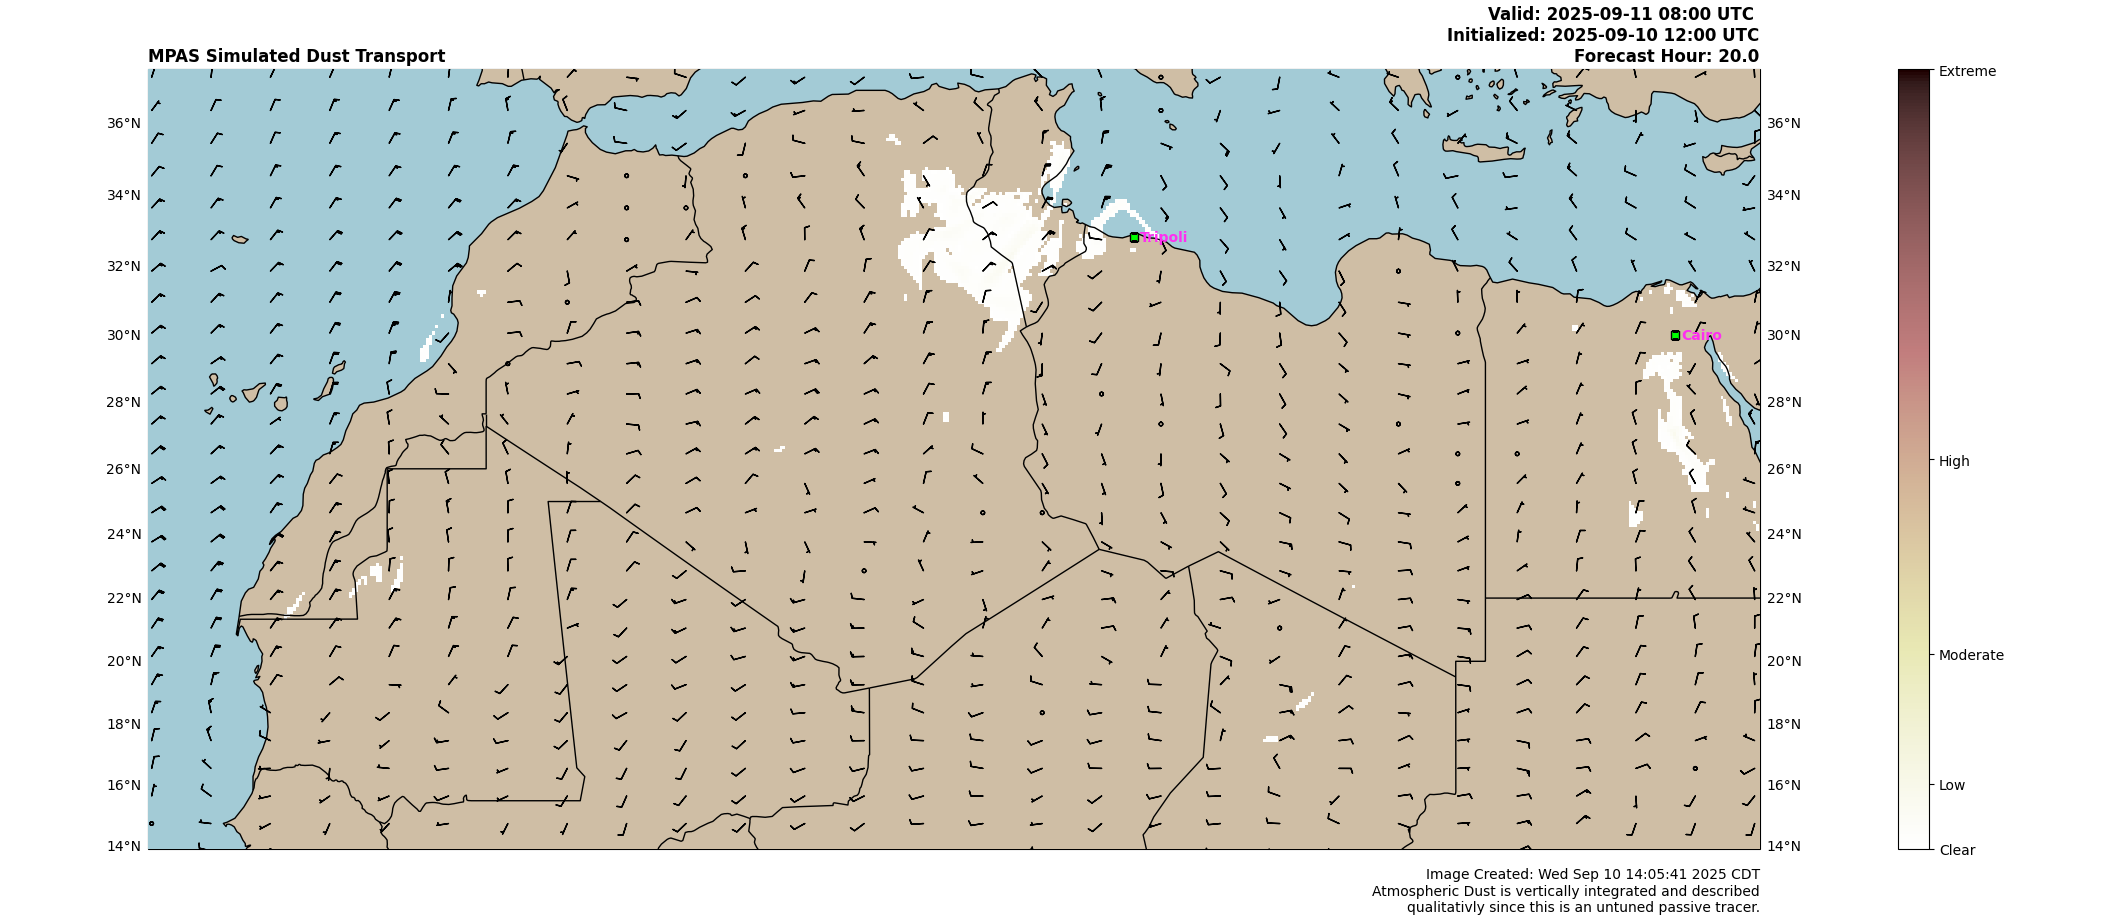 Valid: 2025-09-11 08:00 UTC
Initialized: 2025-09-10 12:00 UTC
MPAS Simulated Dust Transport
Forecast Hour: 20.0
Extreme
36°N
36°N
34°N
34°N
Tripoli
32°N
32°N
30°N
Cairo
30°N
28°N
28°N
High
26°N
26°N
24°N
24°N
22°N
22°N
20°N
20°N
Moderate
18°N
18°N
16°N
16°N
Low
14°N
14°N
Clear
Image Created: Wed Sep 10 14:05:41 2025 CDT
Atmospheric Dust is vertically integrated and described
qualitativly since this is an untuned passive tracer.